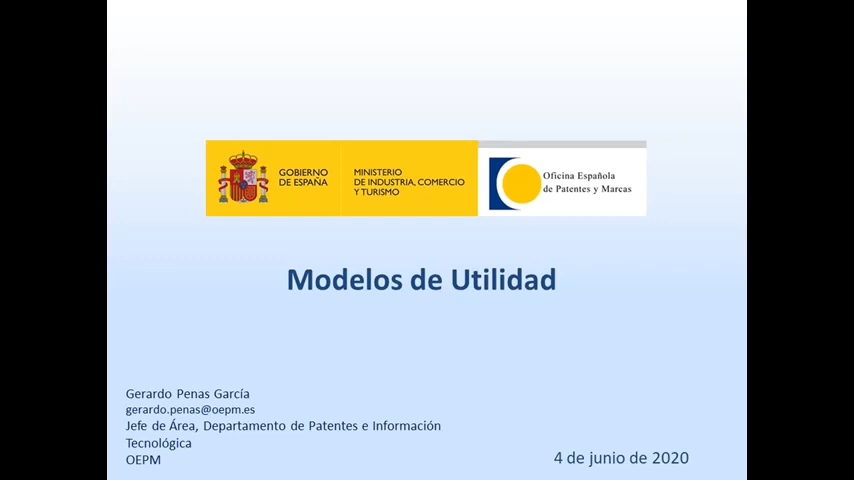 GOBIERNO
DE ESPAÑA
MINISTERIO
DE INDUSTRIA, COMERCIO
Y TURISMO
Oficina Española
de Patentes y Marcas
Modelos de Utilidad
Gerardo Penas García
gerardo.penas@oepm.es
Jefe de Área, Departamento de Patentes e Información
Tecnológica
OEPM
4 de junio de 2020